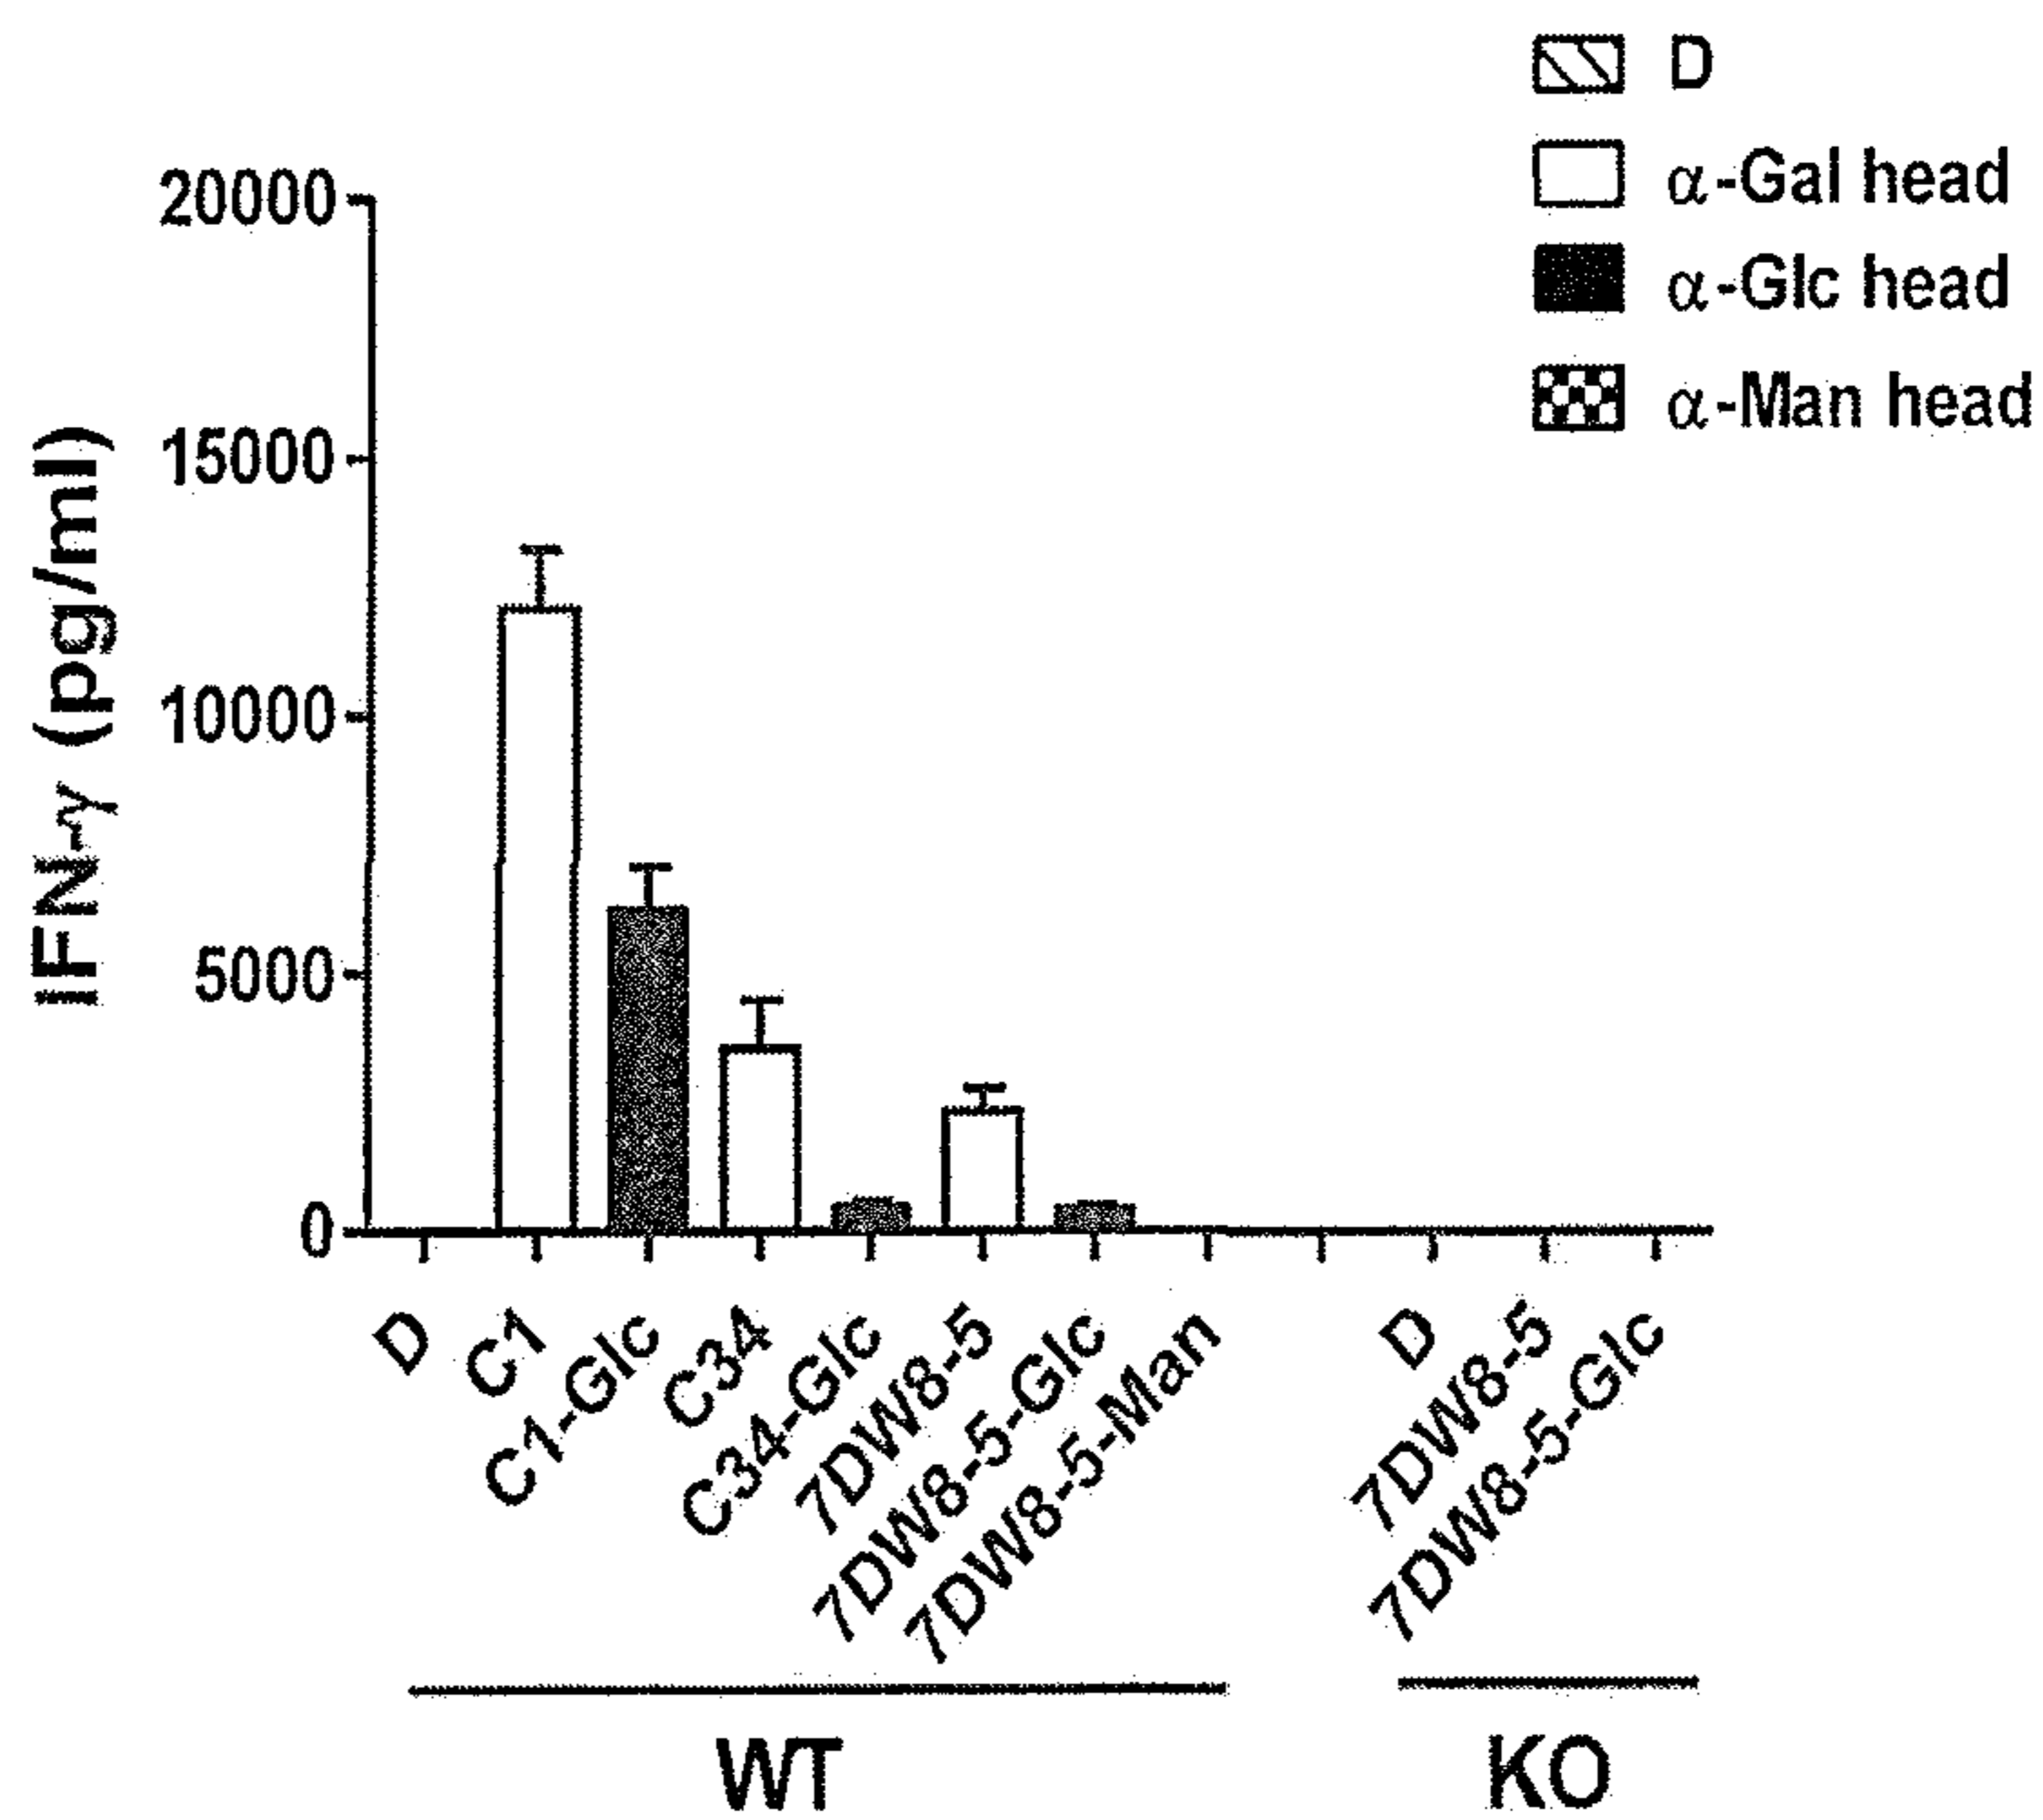 D
α-Gal head
α-Glc head
α-Man head
IFN-γ (pg/ml)
20000
15000
10000
5000
0
D
C1
C1-Glc
C34
C34-Glc
7DW8-5
7DW8-5-Glc
7DW8-5-Man
D
7DW8-5
7DW8-5-Glc
WT
KO